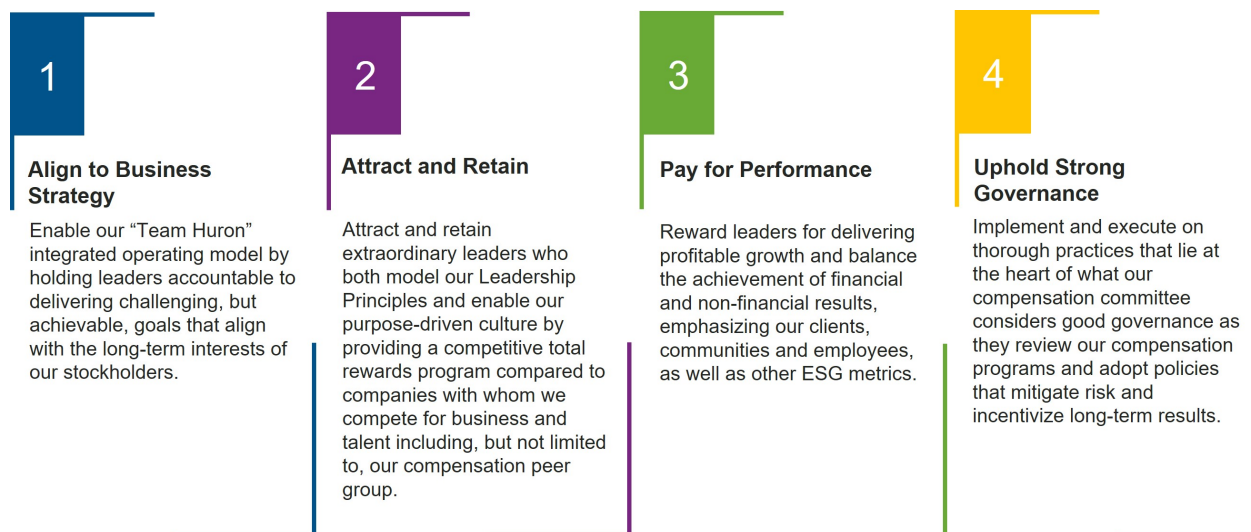 1
Align to Business
Strategy
Enable our “Team Huron”
integrated operating model by
holding leaders accountable to
delivering challenging, but
achievable, goals that align
with the long-term interests of
our stockholders.
2
Attract and Retain
Attract and retain
extraordinary leaders who
both model our Leadership
Principles and enable our
purpose-driven culture by
providing a competitive total
rewards program compared to
companies with whom we
compete for business and
talent including, but not limited
to, our compensation peer
group.
3
Pay for Performance
Reward leaders for delivering
profitable growth and balance
the achievement of financial
and non-financial results,
emphasizing our clients,
communities and employees,
as well as other ESG metrics.
4
Uphold Strong
Governance
Implement and execute on
thorough practices that lie at
the heart of what our
compensation committee
considers good governance as
they review our compensation
programs and adopt policies
that mitigate risk and
incentivize long-term results.